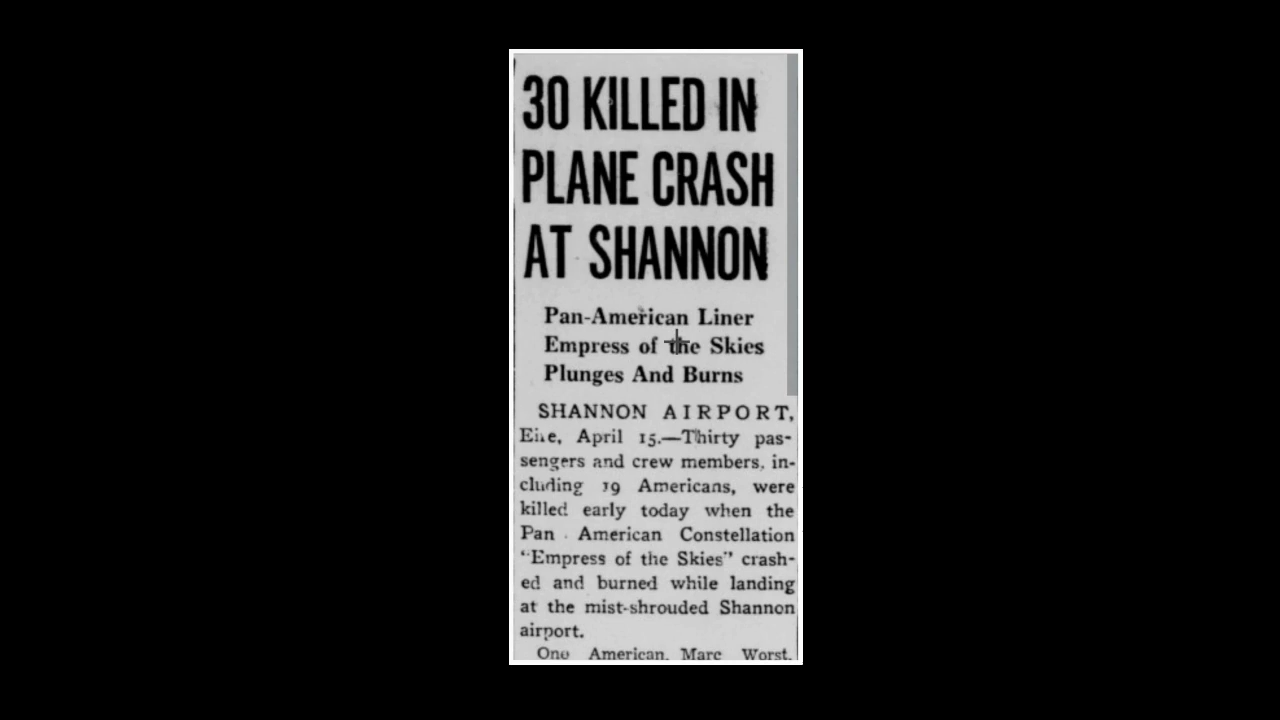 30 KILLED IN
PLANE CRASH
AT SHANNON
Pan-American Liner
Empress of the Skies
Plunges And Burns
SHANNON AIRPORT,
Eire, April 15.—Thirty pas-
sengers and crew members, in-
cluding 19 Americans, were
killed early today when the
Pan American Constellation
"Empress of the Skies" crash-
ed and burned while landing
at the mist-shrouded Shannon
airport.
One American, Marc Worst,